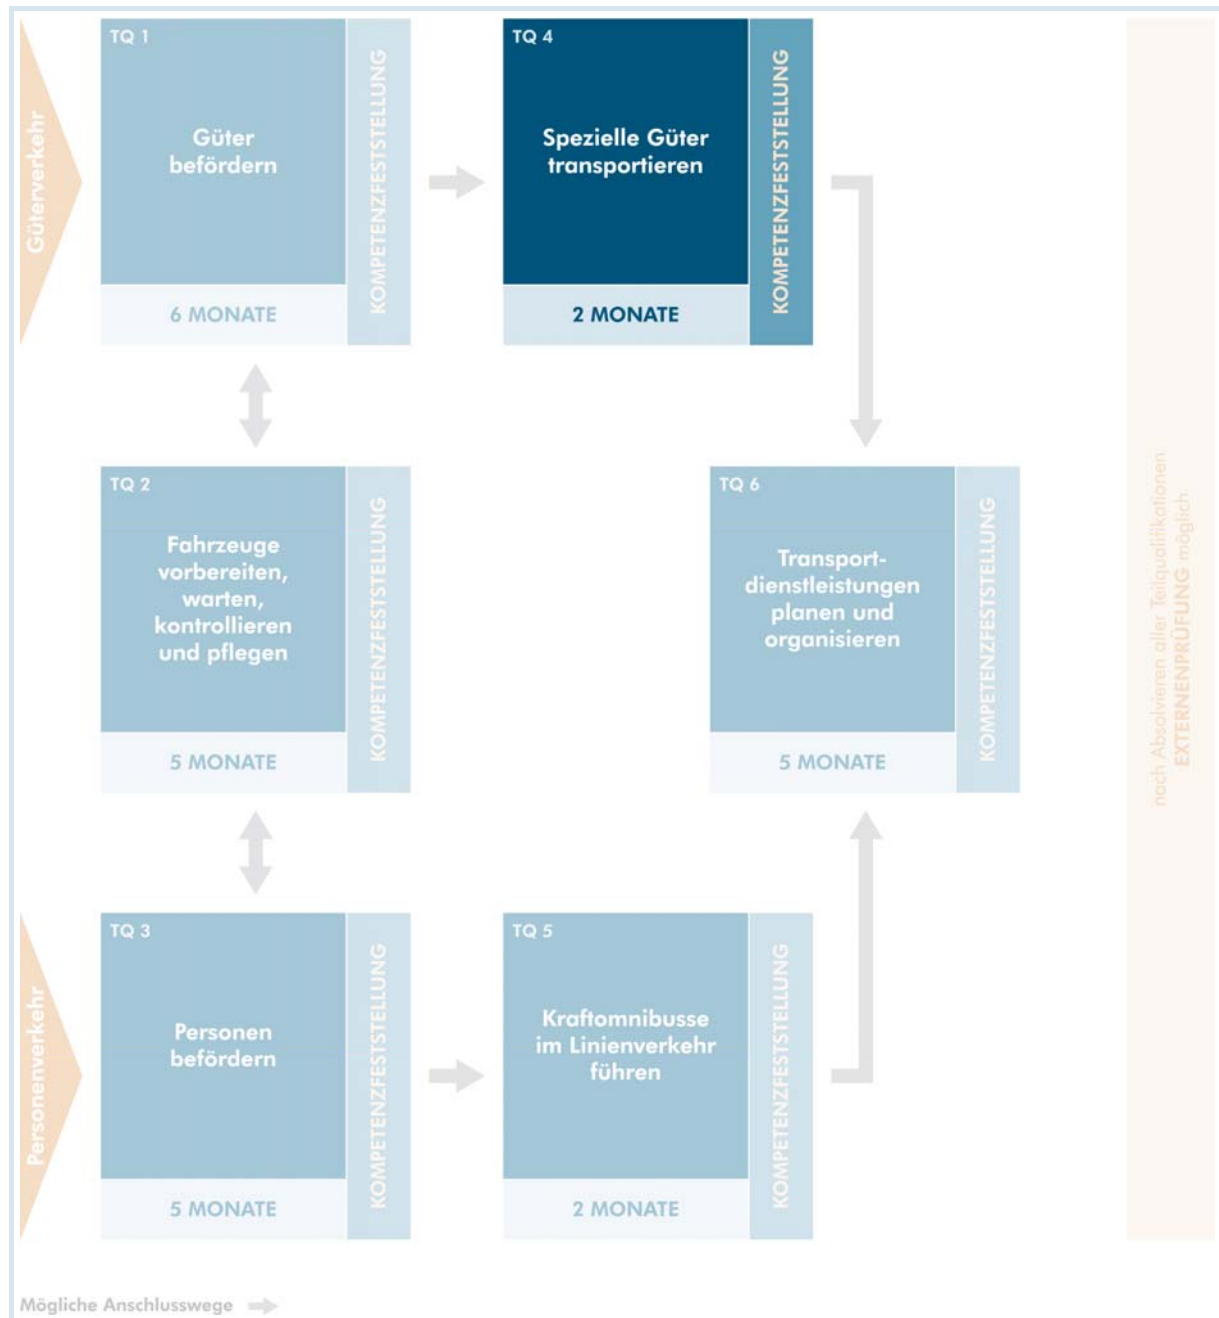 Güterverkehr
TQ 1
Güter
befördern
6 MONATE
KOMPETENZFESTSTELLUNG
TQ 4
Spezielle Güter
transportieren
2 MONATE
KOMPETENZFESTSTELLUNG
TQ 2
Fahrzeuge
vorbereiten,
warten,
kontrollieren
und pflegen
5 MONATE
KOMPETENZFESTSTELLUNG
TQ 6
Transport-
dienstleistungen
planen und
organisieren
5 MONATE
KOMPETENZFESTSTELLUNG
Personenverkehr
TQ 3
Personen
befördern
5 MONATE
KOMPETENZFESTSTELLUNG
TQ 5
Kraftomnibusse
im Linienverkehr
führen
2 MONATE
KOMPETENZFESTSTELLUNG
nach Absolvieren aller Teilqualifikationen
EXTERNENPRÜFUNG möglich
Mögliche Anschlusswege